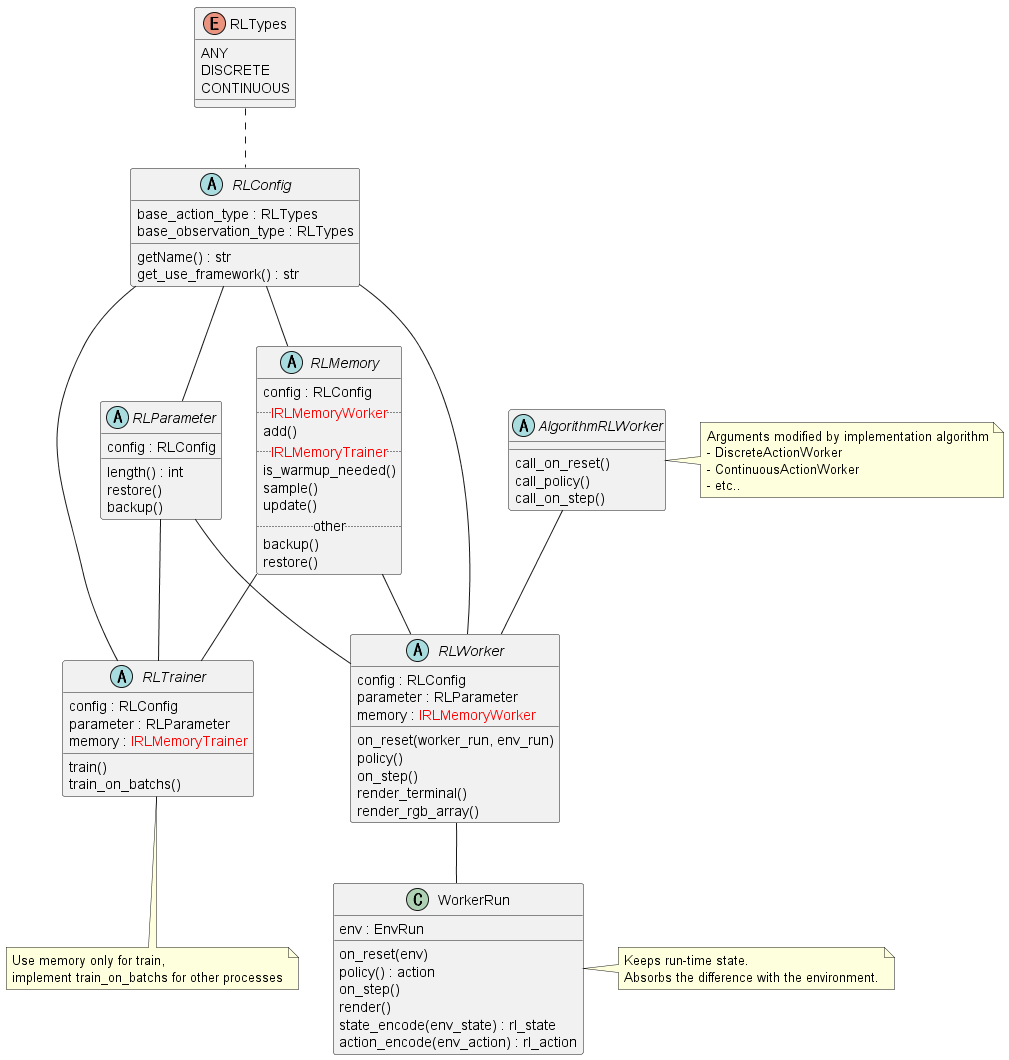 E RLTypes
ANY
DISCRETE
CONTINUOUS
A RLConfig
base_action_type : RLTypes
base_observation_type : RLTypes
getName() : str
get_use_framework() : str
A RLMemory
config : RLConfig
IRLMemoryWorker
add()
IRLMemoryTrainer
is_warmup_needed()
sample()
update()
other
backup()
restore()
A RLParameter
config : RLConfig
length() : int
restore()
backup()
A AlgorithmRLWorker
call_on_reset()
call_policy()
call_on_step()
Arguments modified by implementation algorithm
- DiscreteActionWorker
- ContinuousActionWorker
- etc..
A RLTrainer
config : RLConfig
parameter : RLParameter
memory : IRLMemoryTrainer
train()
train_on_batchs()
A RLWorker
config : RLConfig
parameter : RLParameter
memory : IRLMemoryWorker
on_reset(worker_run, env_run)
policy()
on_step()
render_terminal()
render_rgb_array()
Use memory only for train,
implement train_on_batchs for other processes
C WorkerRun
env : EnvRun
on_reset(env)
policy() : action
on_step()
render()
state_encode(env_state) : rl_state
action_encode(env_action) : rl_action
Keeps run-time state.
Absorbs the difference with the environment.